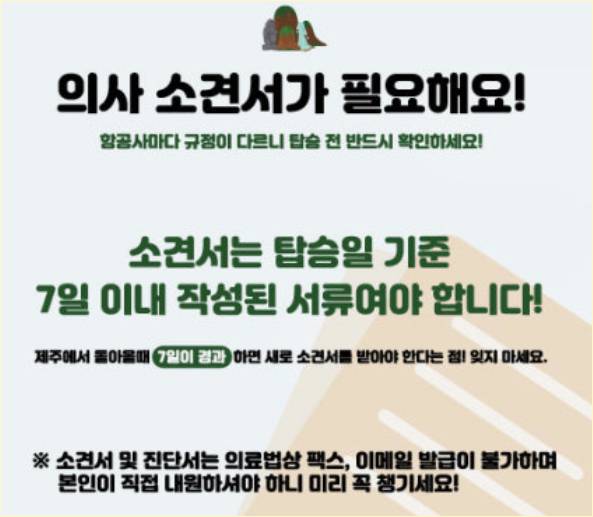 의사 소견서가 필요해요!
항공사마다 규정이 다르니 탑승 전 반드시 확인하세요!
소견서는 탑승일 기준
7일 이내 작성된 서류여야 합니다!
제주에서 돌아올때 7일이 경과 하면 새로 소견서를 받아야 한다는 점! 잊지 마세요.
※ 소견서 및 진단서는 의료법상 팩스, 이메일 발급이 불가하며
본인이 직접 내원하셔야 하니 미리 꼭 챙기세요!